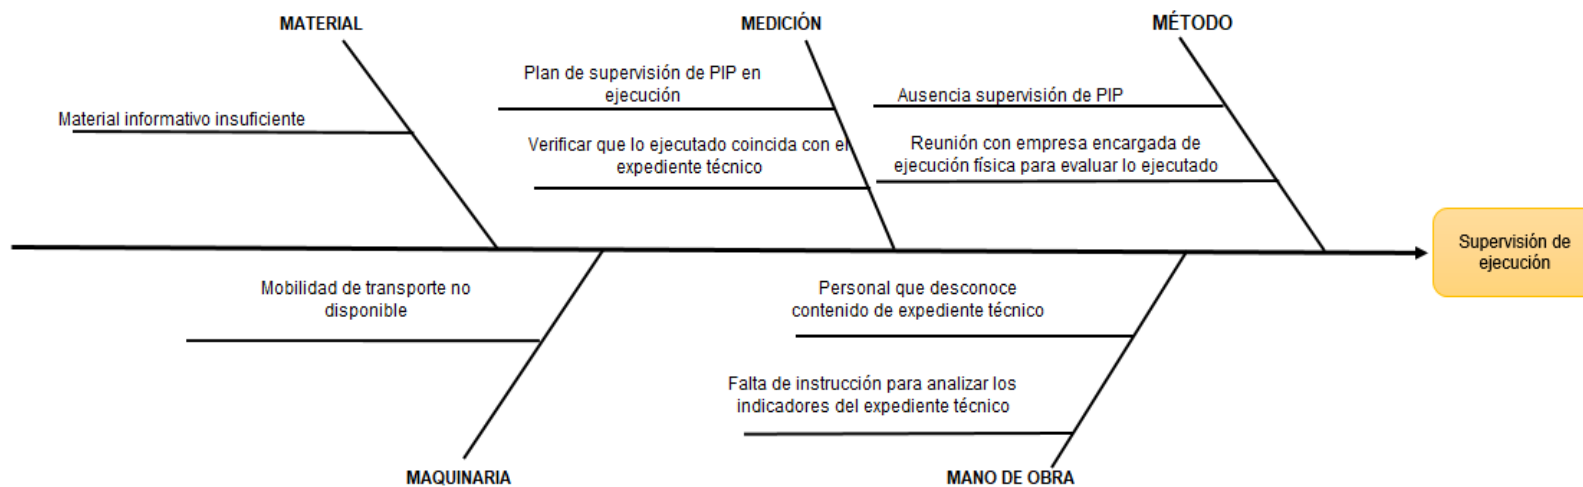 MATERIAL
MEDICIÓN
MÉTODO
Plan de supervisión de PIP en
ejecución
Ausencia supervisión de PIP
Material informativo insuficiente
Verificar que lo ejecutado coincida con el
expediente técnico
Reunión con empresa encargada de
ejecución física para evaluar lo ejecutado
Supervisión de
ejecución
Mobilidad de transporte no
disponible
Personal que desconoce
contenido de expediente técnico
Falta de instrucción para analizar los
indicadores del expediente técnico
MAQUINARIA
MANO DE OBRA